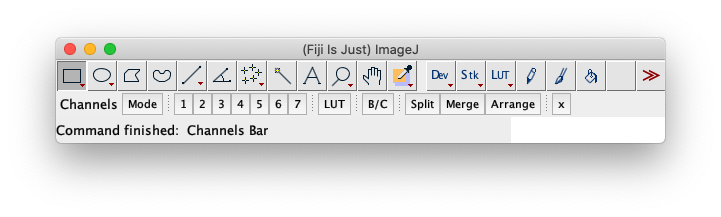 (Fiji Is Just) ImageJ
A Dev Stk LUT
Channels Mode 1 2 3 4 5 6 7 LUT B/C Split Merge Arrange x
Command finished: Channels Bar